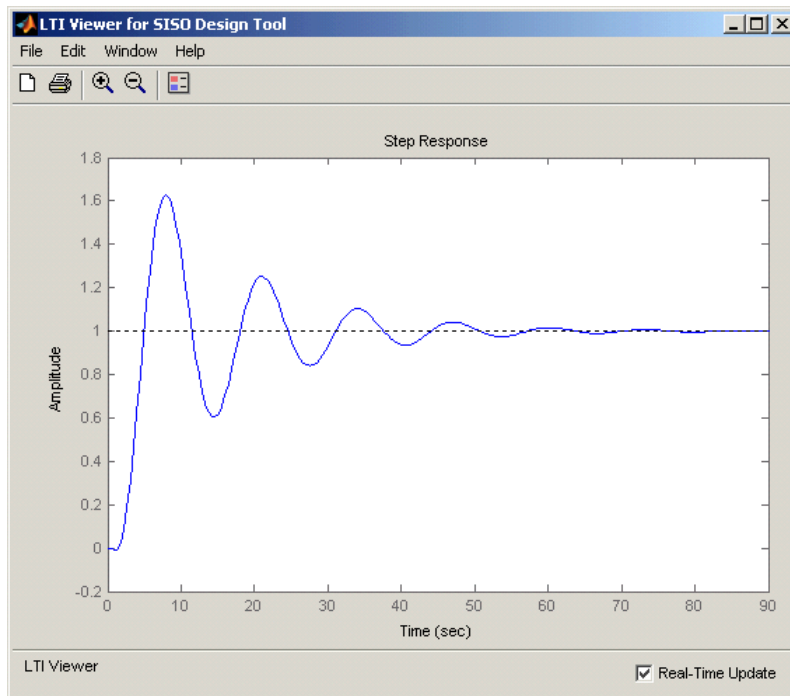 LTI Viewer for SISO Design Tool
File Edit Window Help
Step Response
1.8
1.6
1.4
1.2
1
0.8
0.6
0.4
0.2
0
-0.2
Amplitude
0 10 20 30 40 50 60 70 80 90
Time (sec)
LTI Viewer
Real-Time Update